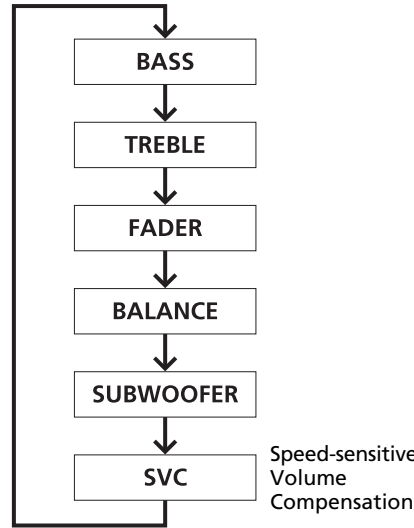 BASS
TREBLE
FADER
BALANCE
SUBWOOFER
SVC
Speed-sensitive
Volume
Compensation